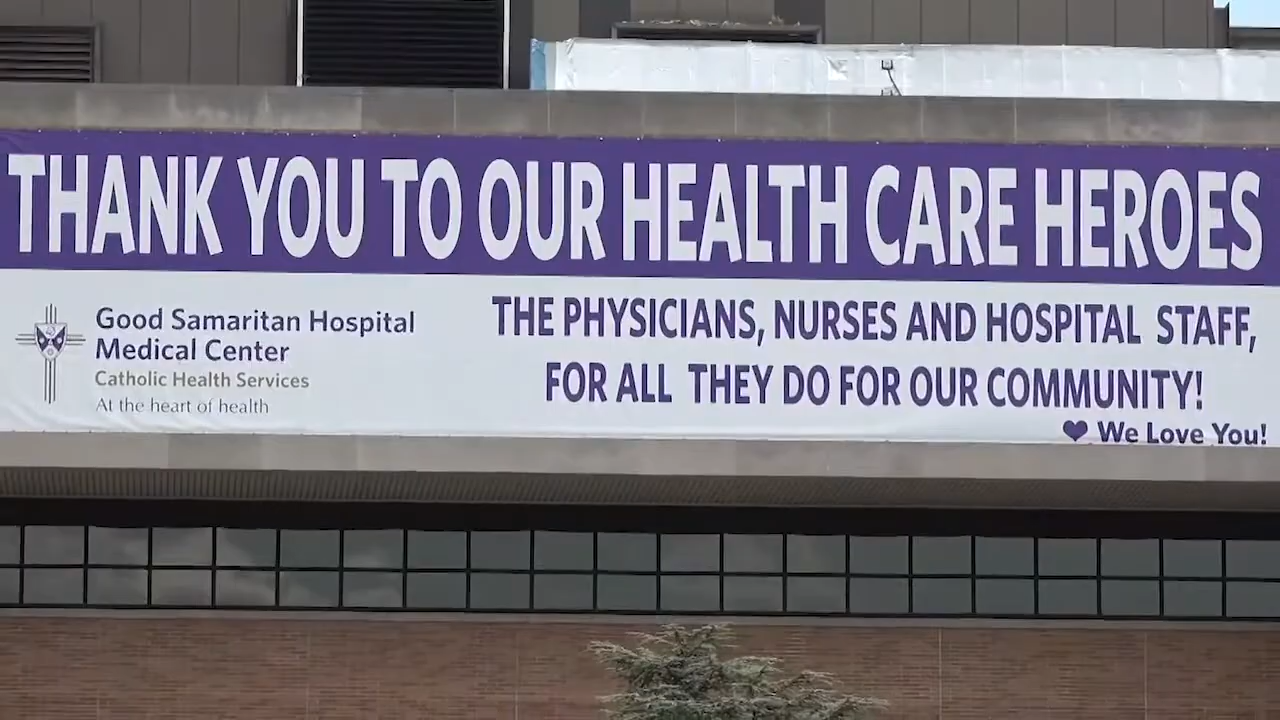 THANK YOU TO OUR HEALTH CARE HEROES
Good Samaritan Hospital
Medical Center
Catholic Health Services
At the heart of health
THE PHYSICIANS, NURSES AND HOSPITAL STAFF,
FOR ALL THEY DO FOR OUR COMMUNITY!
We Love You!